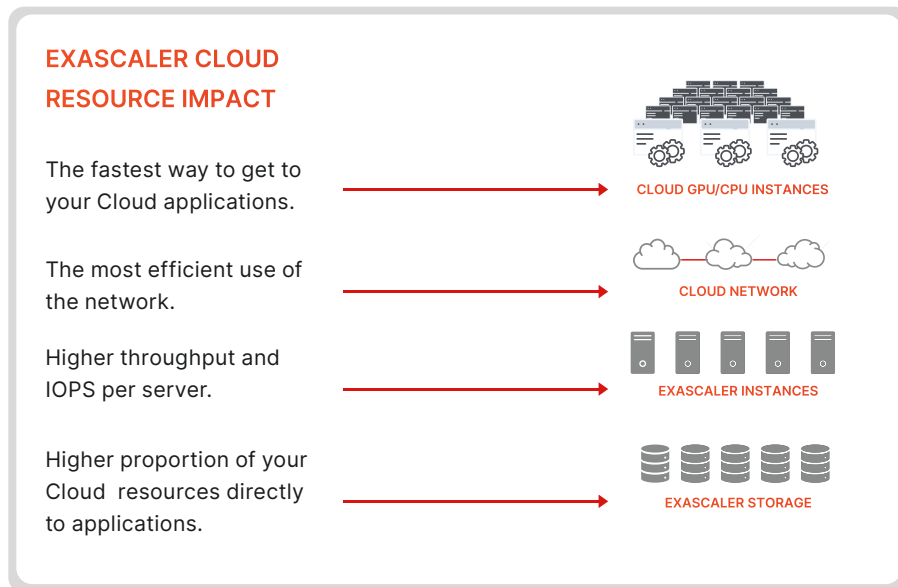 EXASCALER CLOUD
RESOURCE IMPACT
The fastest way to get to
your Cloud applications.
CLOUD GPU/CPU INSTANCES
The most efficient use of
the network.
CLOUD NETWORK
Higher throughput and
IOPS per server.
EXASCALER INSTANCES
Higher proportion of your
Cloud  resources directly
to applications.
EXASCALER STORAGE